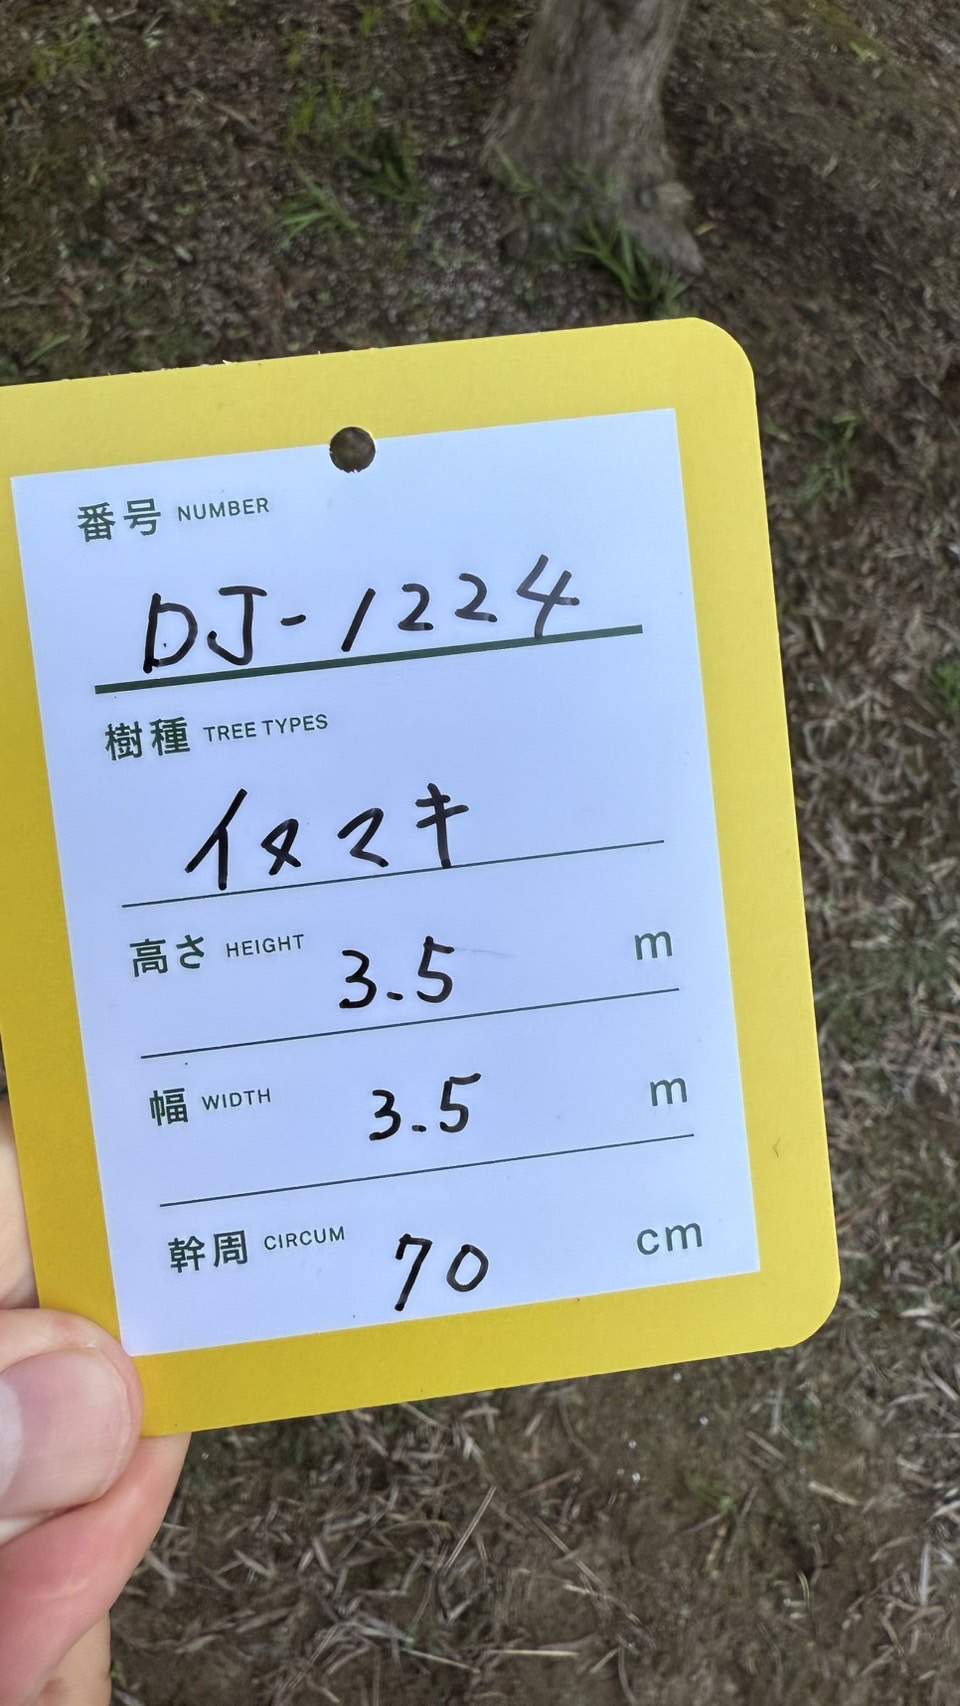 番号 NUMBER
DJ-1224
樹種 TREE TYPES
イヌマキ
高さ HEIGHT 3.5 m
幅 WIDTH 3.5 m
幹周 CIRCUM 70 cm